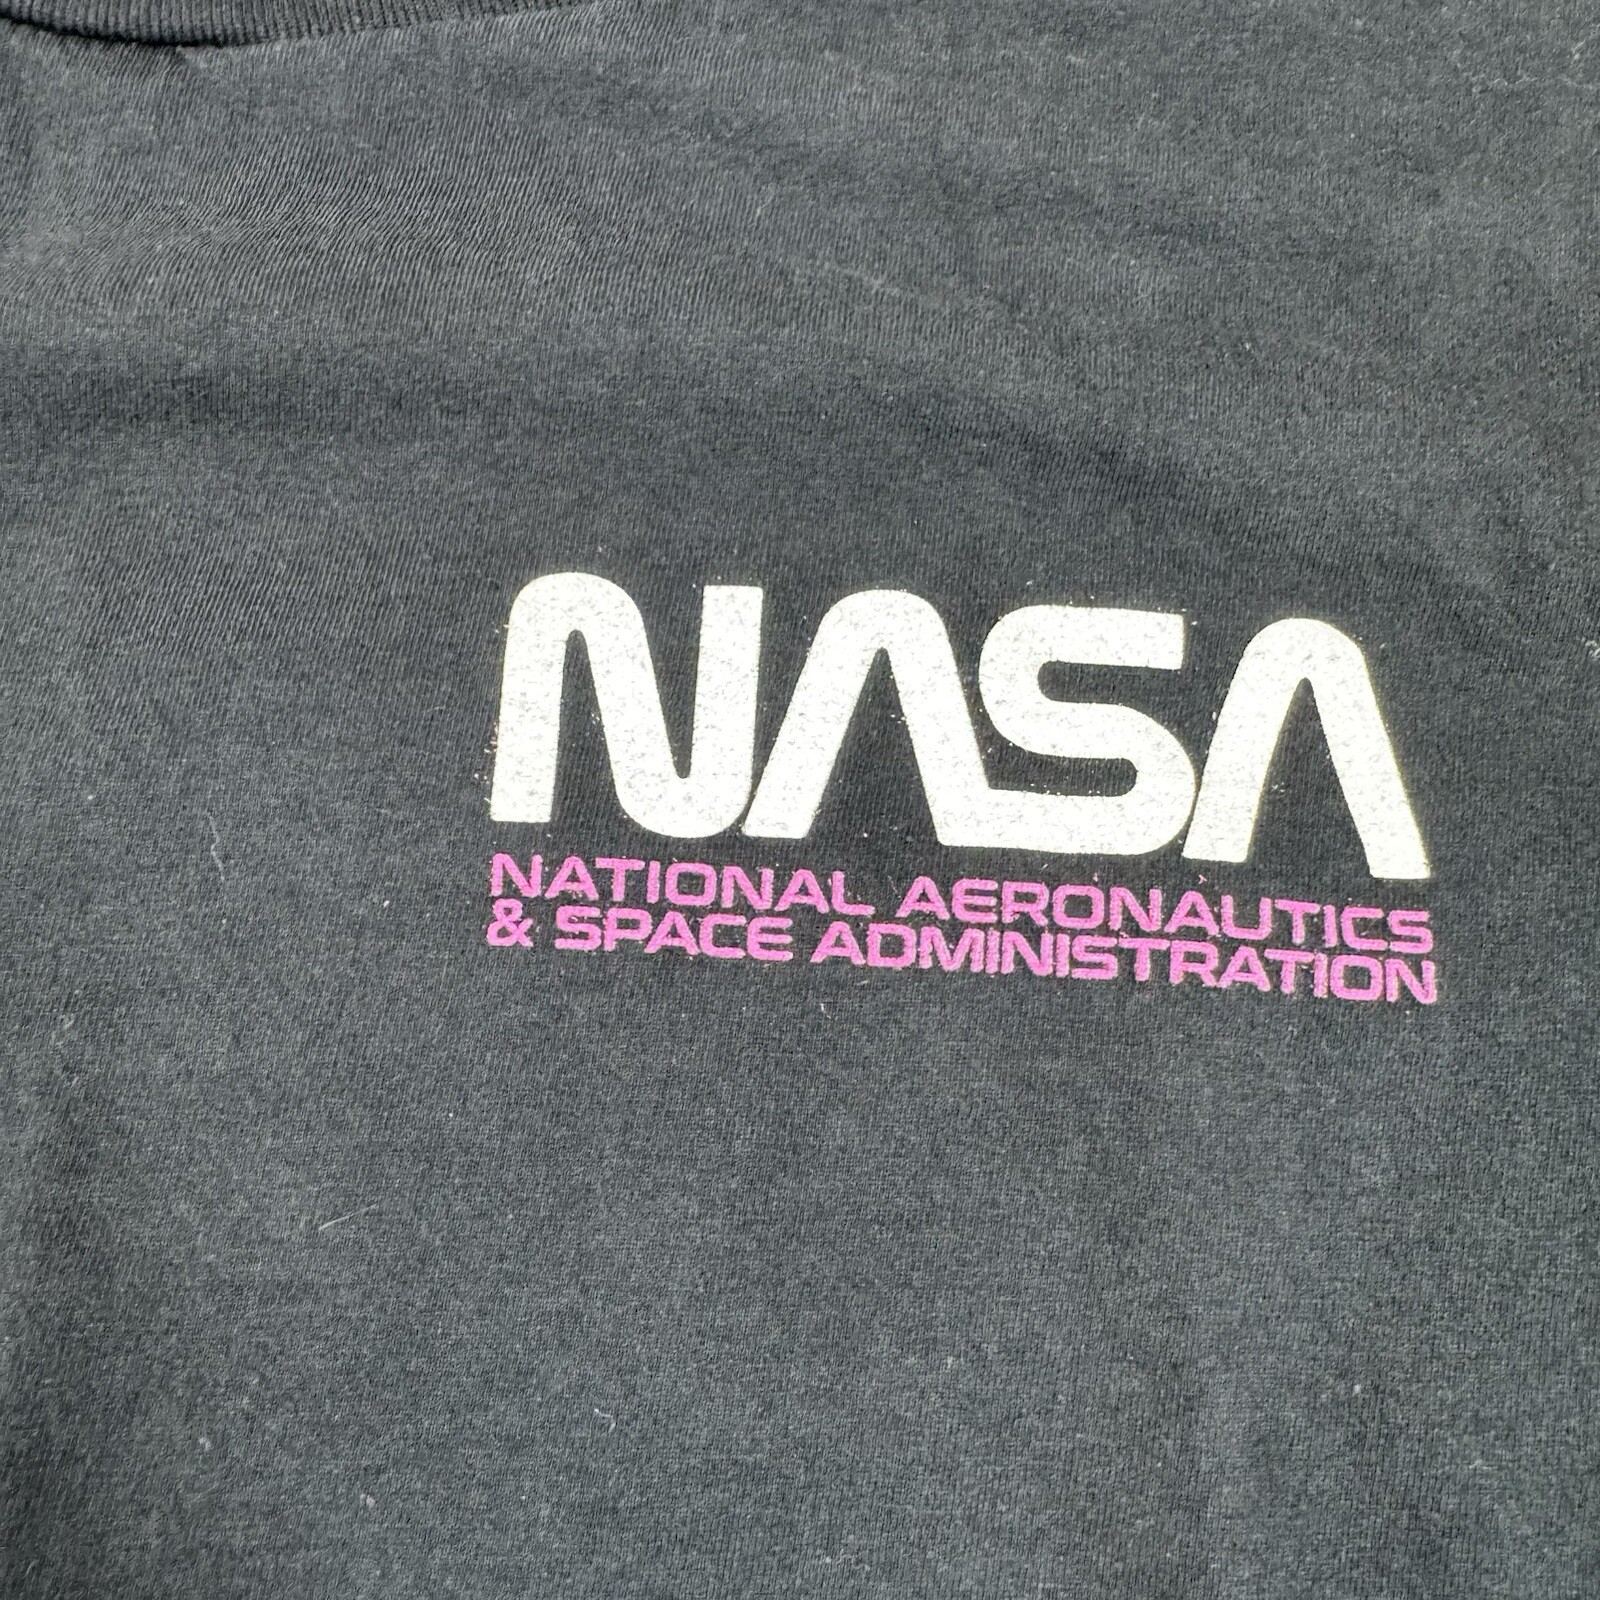 NASA
NATIONAL AERONAUTICS
& SPACE ADMINISTRATION